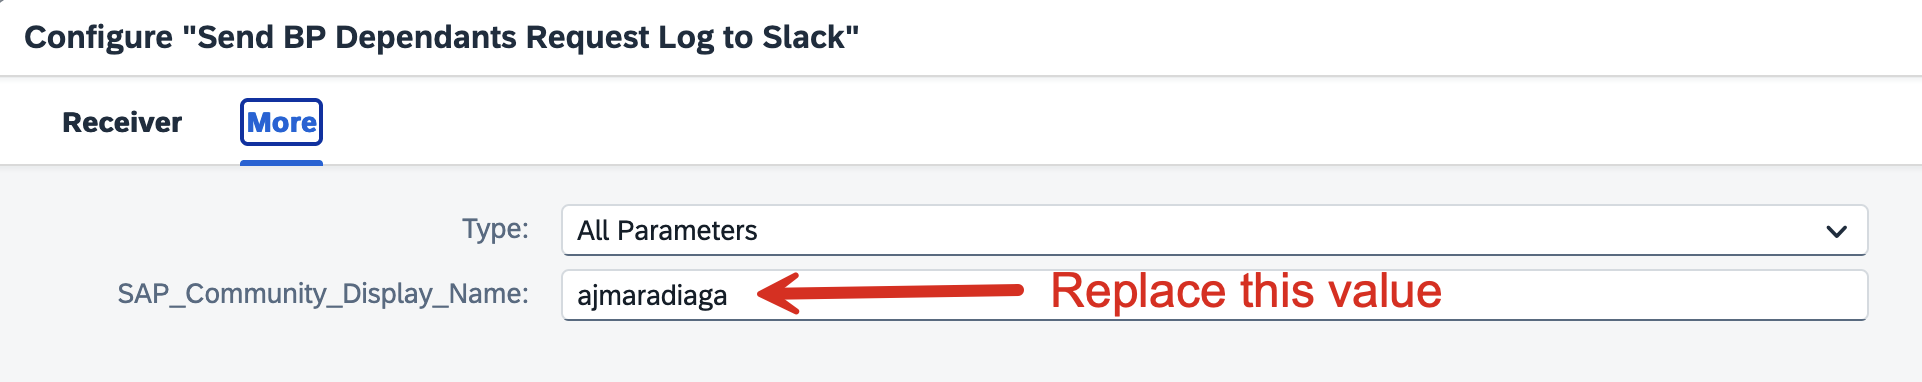 Configure "Send BP Dependants Request Log to Slack"
Receiver More
Type: All Parameters
SAP_Community_Display_Name: ajmaradiaga Replace this value